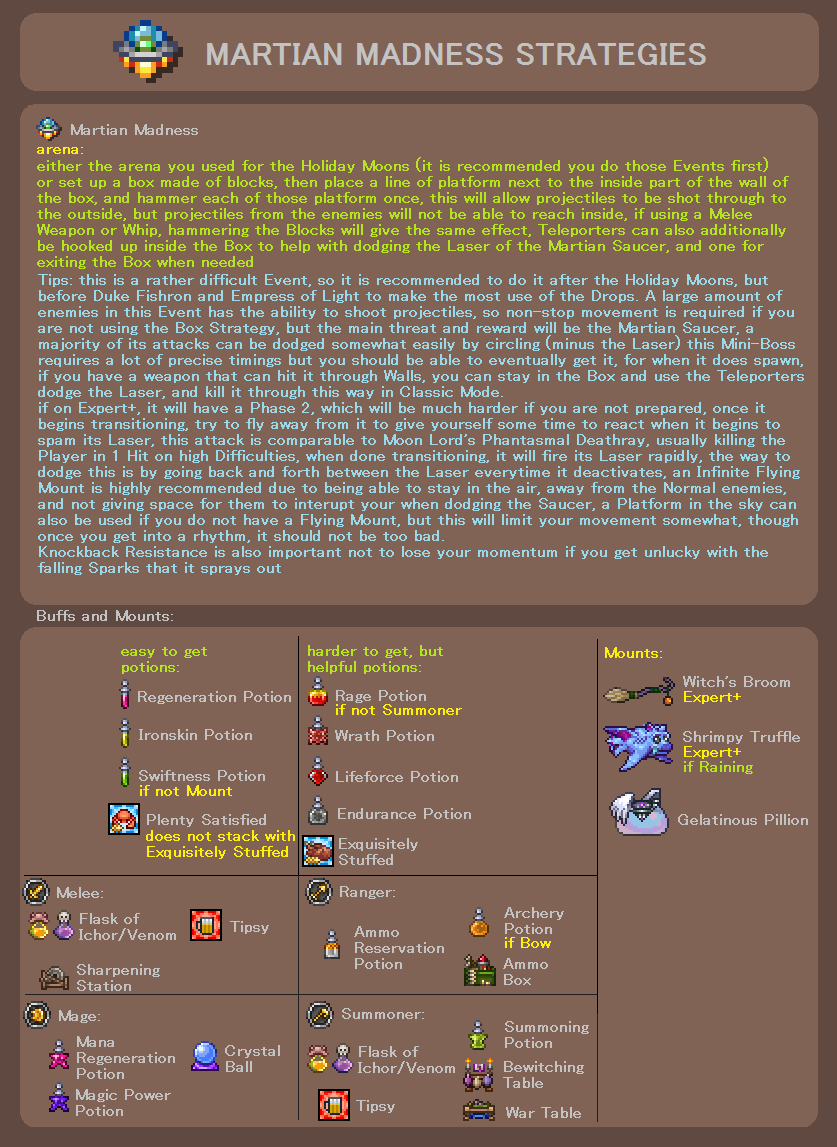 MARTIAN MADNESS STRATEGIES
Martian Madness
arena:
either the arena you used for the Holiday Moons (it is recommended you do those Events first)
or set up a box made of blocks, then place a line of platform next to the inside part of the wall of
the box, and hammer each of those platform once, this will allow projectiles to be shot through to
the outside, but projectiles from the enemies will not be able to reach inside, if using a Melee
Weapon or Whip, hammering the Blocks will give the same effect, Teleporters can also additionally
be hooked up inside the Box to help with dodging the Laser of the Martian Saucer, and one for
exiting the Box when needed
Tips: this is a rather difficult Event, so it is recommended to do it after the Holiday Moons, but
before Duke Fishron and Empress of Light to make the most use of the Drops. A large amount of
enemies in this Event has the ability to shoot projectiles, so non-stop movement is required if you
are not using the Box Strategy, but the main threat and reward will be the Martian Saucer, a
majority of its attacks can be dodged somewhat easily by circling (minus the Laser) this Mini-Boss
requires a lot of precise timings but you should be able to eventually get it, for when it does spawn,
if you have a weapon that can hit it through Walls, you can stay in the Box and use the Teleporters
dodge the Laser, and kill it through this way in Classic Mode.
if on Expert+, it will have a Phase 2, which will be much harder if you are not prepared, once it
begins transitioning, try to fly away from it to give yourself some time to react when it begins to
spam its Laser, this attack is comparable to Moon Lord's Phantasmal Deathray, usually killing the
Player in 1 Hit on high Difficulties, when done transitioning, it will fire its Laser rapidly, the way to
dodge this is by going back and forth between the Laser everytime it deactivates, an Infinite Flying
Mount is highly recommended due to being able to stay in the air, away from the Normal enemies,
and not giving space for them to interupt your when dodging the Saucer, a Platform in the sky can
also be used if you do not have a Flying Mount, but this will limit your movement somewhat, though
once you get into a rhythm, it should not be too bad.
Knockback Resistance is also important not to lose your momentum if you get unlucky with the
falling Sparks that it sprays out
Buffs and Mounts:
easy to get
potions:
Regeneration Potion
Ironskin Potion
Swiftness Potion
if not Mount
Plenty Satisfied
does not stack with
Exquisitely Stuffed
harder to get, but
helpful potions:
Rage Potion
if not Summoner
Wrath Potion
Lifeforce Potion
Endurance Potion
Exquisitely
Stuffed
Mounts:
Witch's Broom
Expert+
Shrimpy Truffle
Expert+
if Raining
Gelatinous Pillion
Melee:
Flask of
Ichor/Venom
Tipsy
Sharpening
Station
Ranger:
Ammo
Reservation
Potion
Archery
Potion
if Bow
Ammo
Box
Mage:
Mana
Regeneration
Potion
Crystal
Ball
Magic Power
Potion
Summoner:
Flask of
Ichor/Venom
Tipsy
Summoning
Potion
Bewitching
Table
War Table